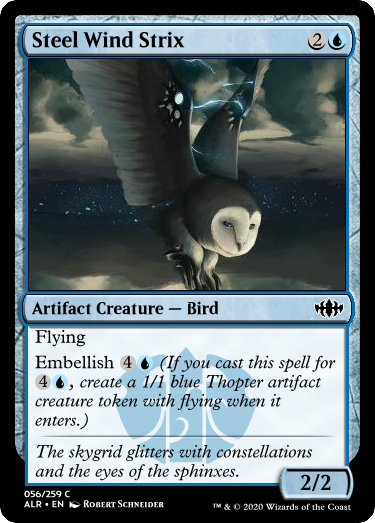 Steel Wind Strix 2
Artifact Creature — Bird
Flying
Embellish 4 (If you cast this spell for
4, create a 1/1 blue Thopter artifact
creature token with flying when it
enters.)
The skygrid glitters with constellations
and the eyes of the sphinxes.
2/2
056/259 C
ALR • EN Robert Schneider
™ & © 2020 Wizards of the Coast